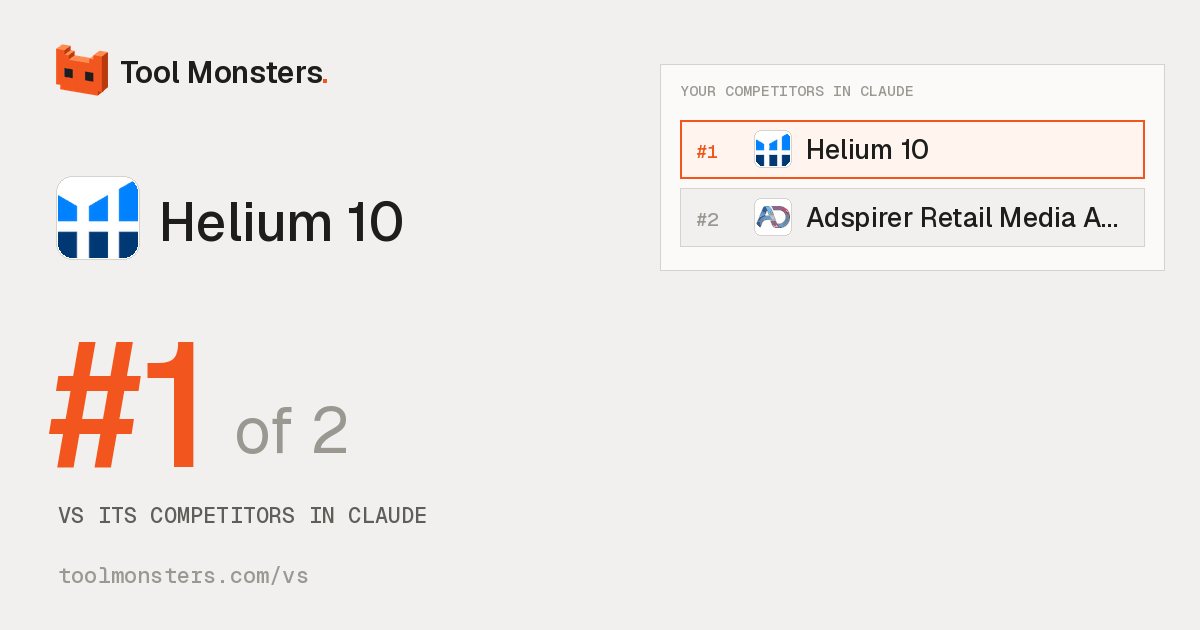 Tool Monsters.
Helium 10
#1 of 2
VS ITS COMPETITORS IN CLAUDE
toolmonsters.com/vs
YOUR COMPETITORS IN CLAUDE
#1 Helium 10
#2 Adspirer Retail Media A...